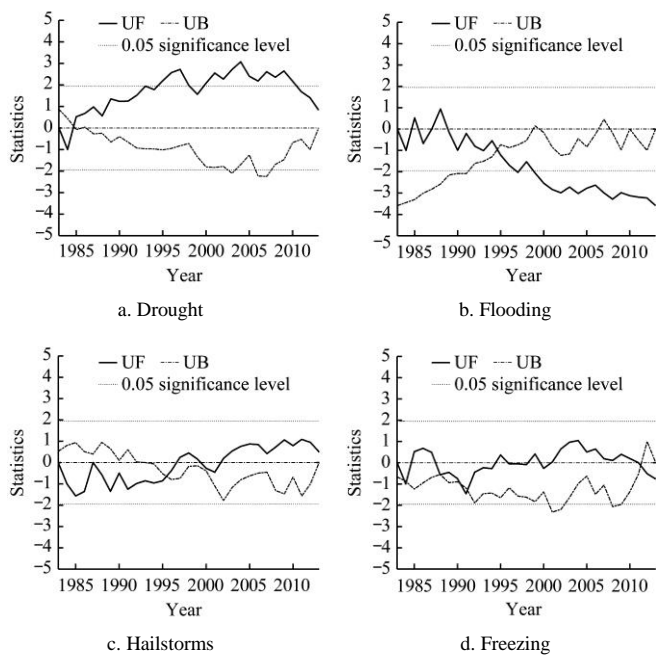 5
4
3
2
1
0
−1
−2
−3
−4
−5
Statistics
UF UB
0.05 significance level
1985 1990 1995 2000 2005 2010
Year
a. Drought
5
4
3
2
1
0
−1
−2
−3
−4
−5
Statistics
UF UB
0.05 significance level
1985 1990 1995 2000 2005 2010
Year
b. Flooding
5
4
3
2
1
0
−1
−2
−3
−4
−5
Statistics
UF UB
0.05 significance level
1985 1990 1995 2000 2005 2010
Year
c. Hailstorms
5
4
3
2
1
0
−1
−2
−3
−4
−5
Statistics
UF UB
0.05 significance level
1985 1990 1995 2000 2005 2010
Year
d. Freezing